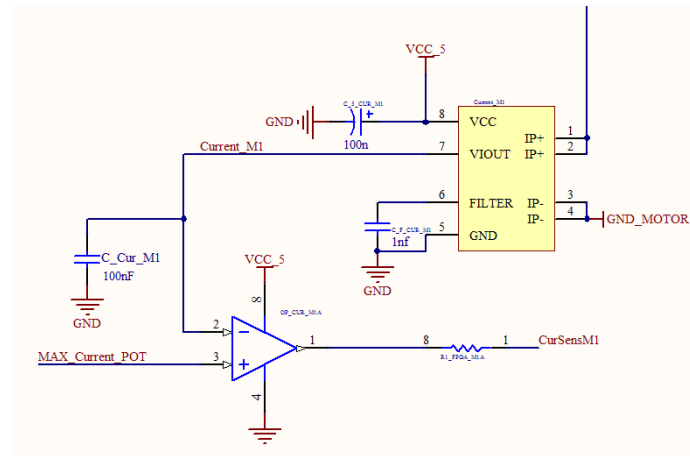 VCC_5
C_5_CUR_M1
Current_M1
GND
100n
8
VCC
IP+
1
Current_M1
7
VIOUT
IP+
2
6
FILTER
IP-
3
C_F_CUR_M1
5
GND
IP-
4
GND_MOTOR
1nf
C_Cur_M1
100nF
VCC_5
GND
GND
8
OP_CUR_M1A
2
1
8
1
CurSensM1
MAX_Current_POT
3
R1_FPGA_M1A
4